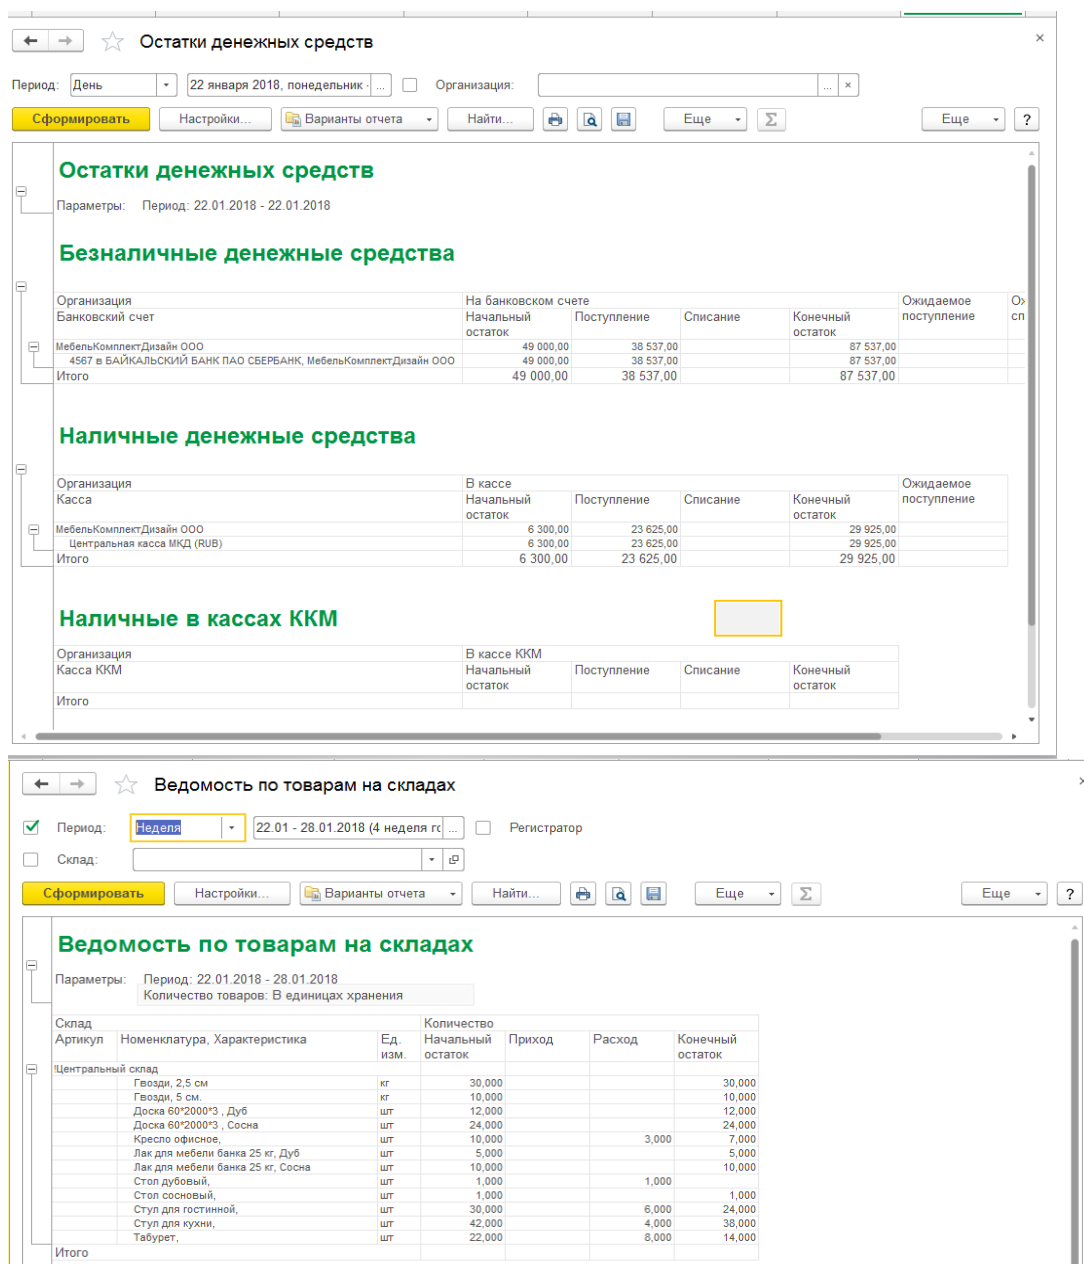 Остатки денежных средств
Период: День 22 января 2018, понедельник - ... Организация: ... ×
Сформировать Настройки... Варианты отчета Найти... Еще Σ Еще ?
Остатки денежных средств
Параметры: Период: 22.01.2018 - 22.01.2018
Безналичные денежные средства
Организация На банковском счете Ожидаемое
Банковский счет Начальный Поступление Списание Конечный поступление
остаток остаток
МебельКомплектДизайн ООО 49 000,00 38 537,00 87 537,00
4567 в БАЙКАЛЬСКИЙ БАНК ПАО СБЕРБАНК, МебельКомплектДизайн ООО 49 000,00 38 537,00 87 537,00
Итого 49 000,00 38 537,00 87 537,00
Наличные денежные средства
Организация В кассе Ожидаемое
Касса Начальный Поступление Списание Конечный поступление
остаток остаток
МебельКомплектДизайн ООО 6 300,00 23 625,00 29 925,00
Центральная касса МКД (RUB) 6 300,00 23 625,00 29 925,00
Итого 6 300,00 23 625,00 29 925,00
Наличные в кассах ККМ
Организация В кассе ККМ
Касса ККМ Начальный Поступление Списание Конечный
остаток остаток
Итого
Ведомость по товарам на складах
Период: Неделя 22.01 - 28.01.2018 (4 неделя гс ... Регистратор
Склад:
Сформировать Настройки... Варианты отчета Найти... Еще Σ Еще ?
Ведомость по товарам на складах
Параметры: Период: 22.01.2018 - 28.01.2018
Количество товаров: В единицах хранения
Склад Количество
Артикул Номенклатура, Характеристика Ед. Начальный Приход Расход Конечный
изм. остаток остаток
!Центральный склад
Гвозди, 2,5 см кг 30,000 30,000
Гвозди, 5 см. кг 10,000 10,000
Доска 60*2000*3 , Дуб шт 12,000 12,000
Доска 60*2000*3 , Сосна шт 24,000 24,000
Кресло офисное, шт 10,000 3,000 7,000
Лак для мебели банка 25 кг, Дуб шт 5,000 5,000
Лак для мебели банка 25 кг, Сосна шт 10,000 10,000
Стол дубовый, шт 1,000 1,000
Стол сосновый, шт 1,000 1,000
Стул для гостинной, шт 30,000 6,000 24,000
Стул для кухни, шт 42,000 4,000 38,000
Табурет, шт 22,000 8,000 14,000
Итого